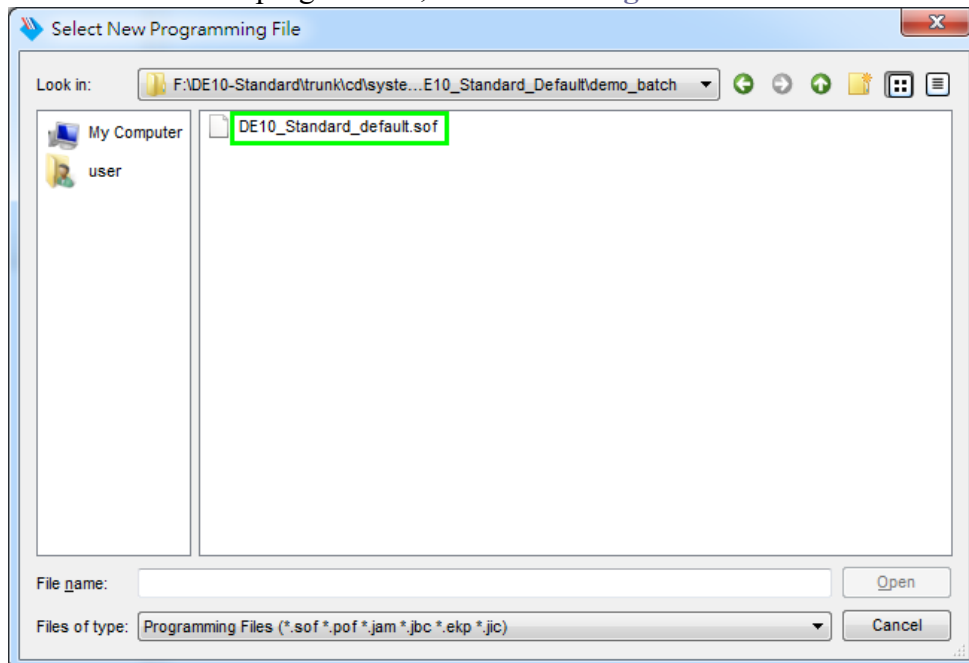 Select New Programming File
x
Look in: F:\DE10-Standard\trunk\cd\syste...E10_Standard_Default\demo_batch
My Computer
user
DE10_Standard_default.sof
File name:
Open
Files of type: Programming Files (*.sof *.pof *.jam *.jbc *.ekp *.jic)
Cancel